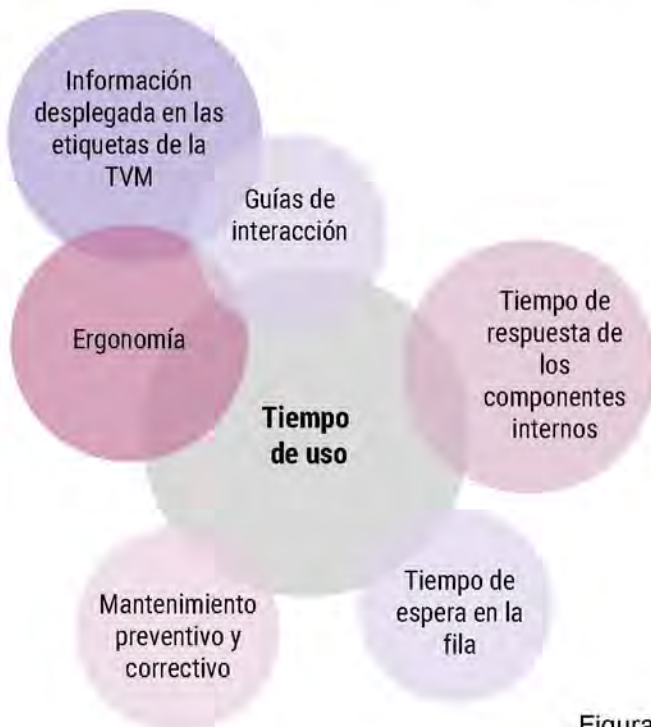 Información
desplegada en las
etiquetas de la
TVM
Guías de
interacción
Ergonomía
Tiempo de
respuesta de
los
componentes
internos
Tiempo
de uso
Mantenimiento
preventivo y
correctivo
Tiempo de
espera en la
fila
Figura